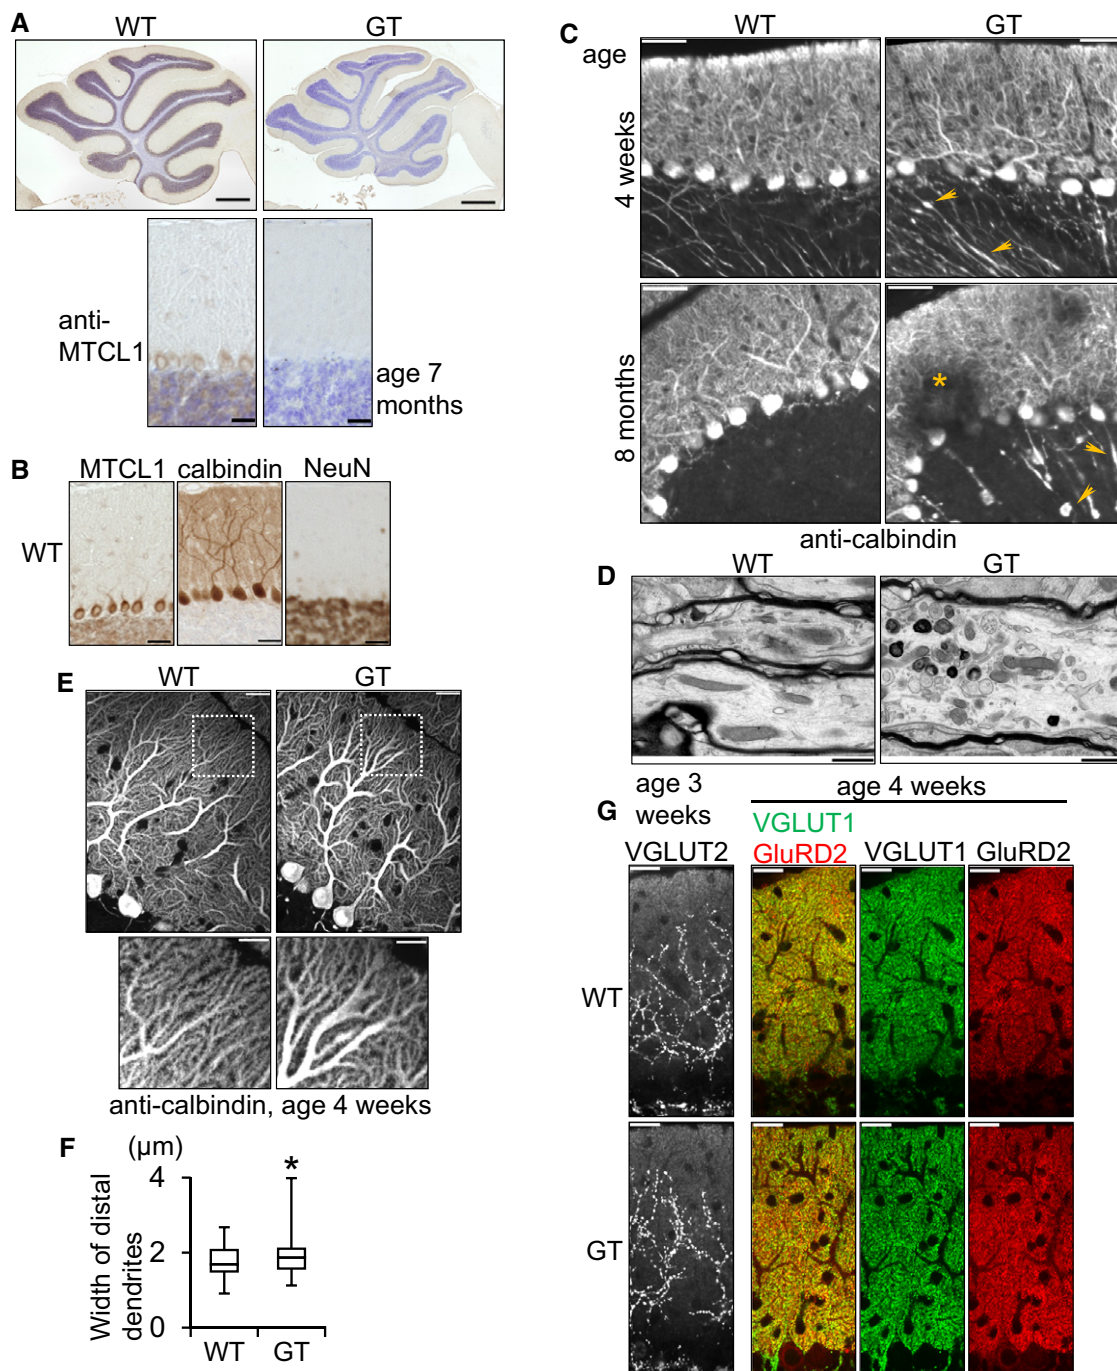 A
WT
GT
anti-
MTCL1
age 7
months
B
MTCL1 calbindin NeuN
WT
C
WT
GT
age
4 weeks
8 months
*
anti-calbindin
D
WT
GT
age 3
weeks
age 4 weeks
E
WT
GT
anti-calbindin, age 4 weeks
F
(µm)
Width of distal
dendrites
4
2
0
*
WT
GT
G
VGLUT2
VGLUT1
GluRD2
VGLUT1
GluRD2
WT
GT